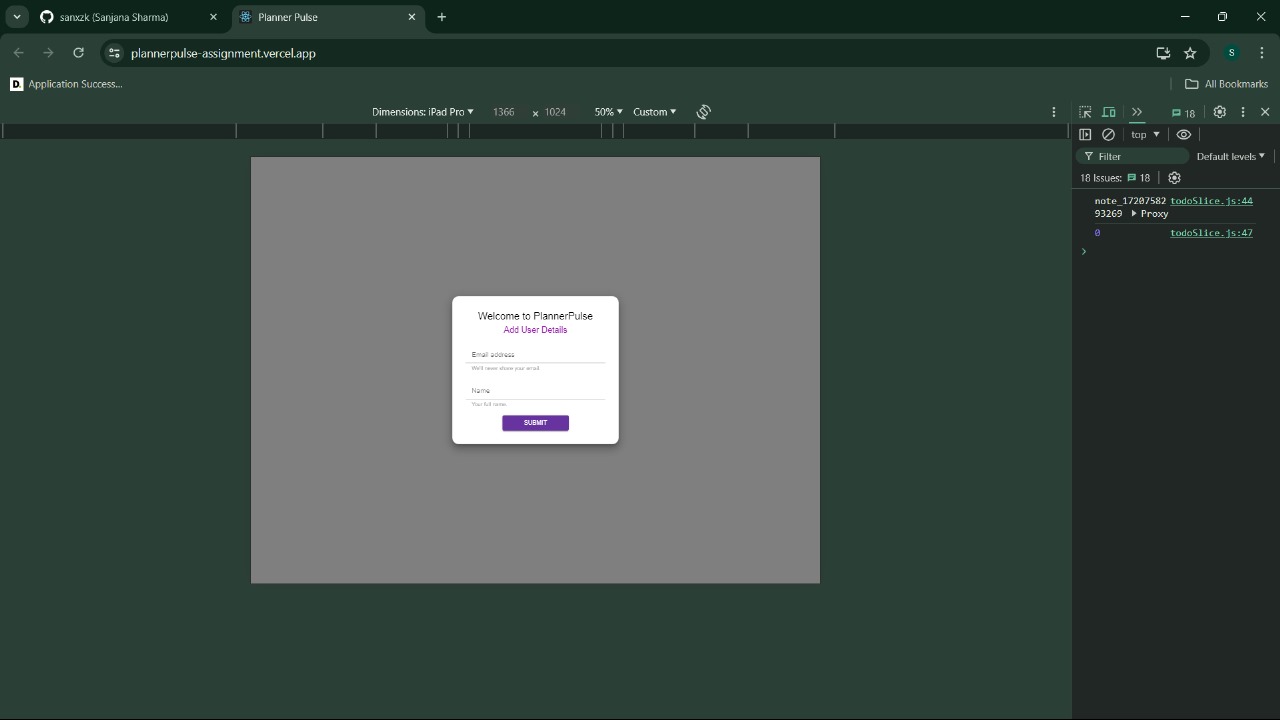 sanxzk (Sanjana Sharma)
Planner Pulse
plannerpulse-assignment.vercel.app
S
D. Application Success...
All Bookmarks
Dimensions: iPad Pro 1366 x 1024 50% Custom
18
top
Filter Default levels
18 Issues: 18
note_17207582 todoSlice.js:44
93269 Proxy
0 todoSlice.js:47
Welcome to PlannerPulse
Add User Details
Email address
We'll never share your email.
Name
Your full name.
SUBMIT